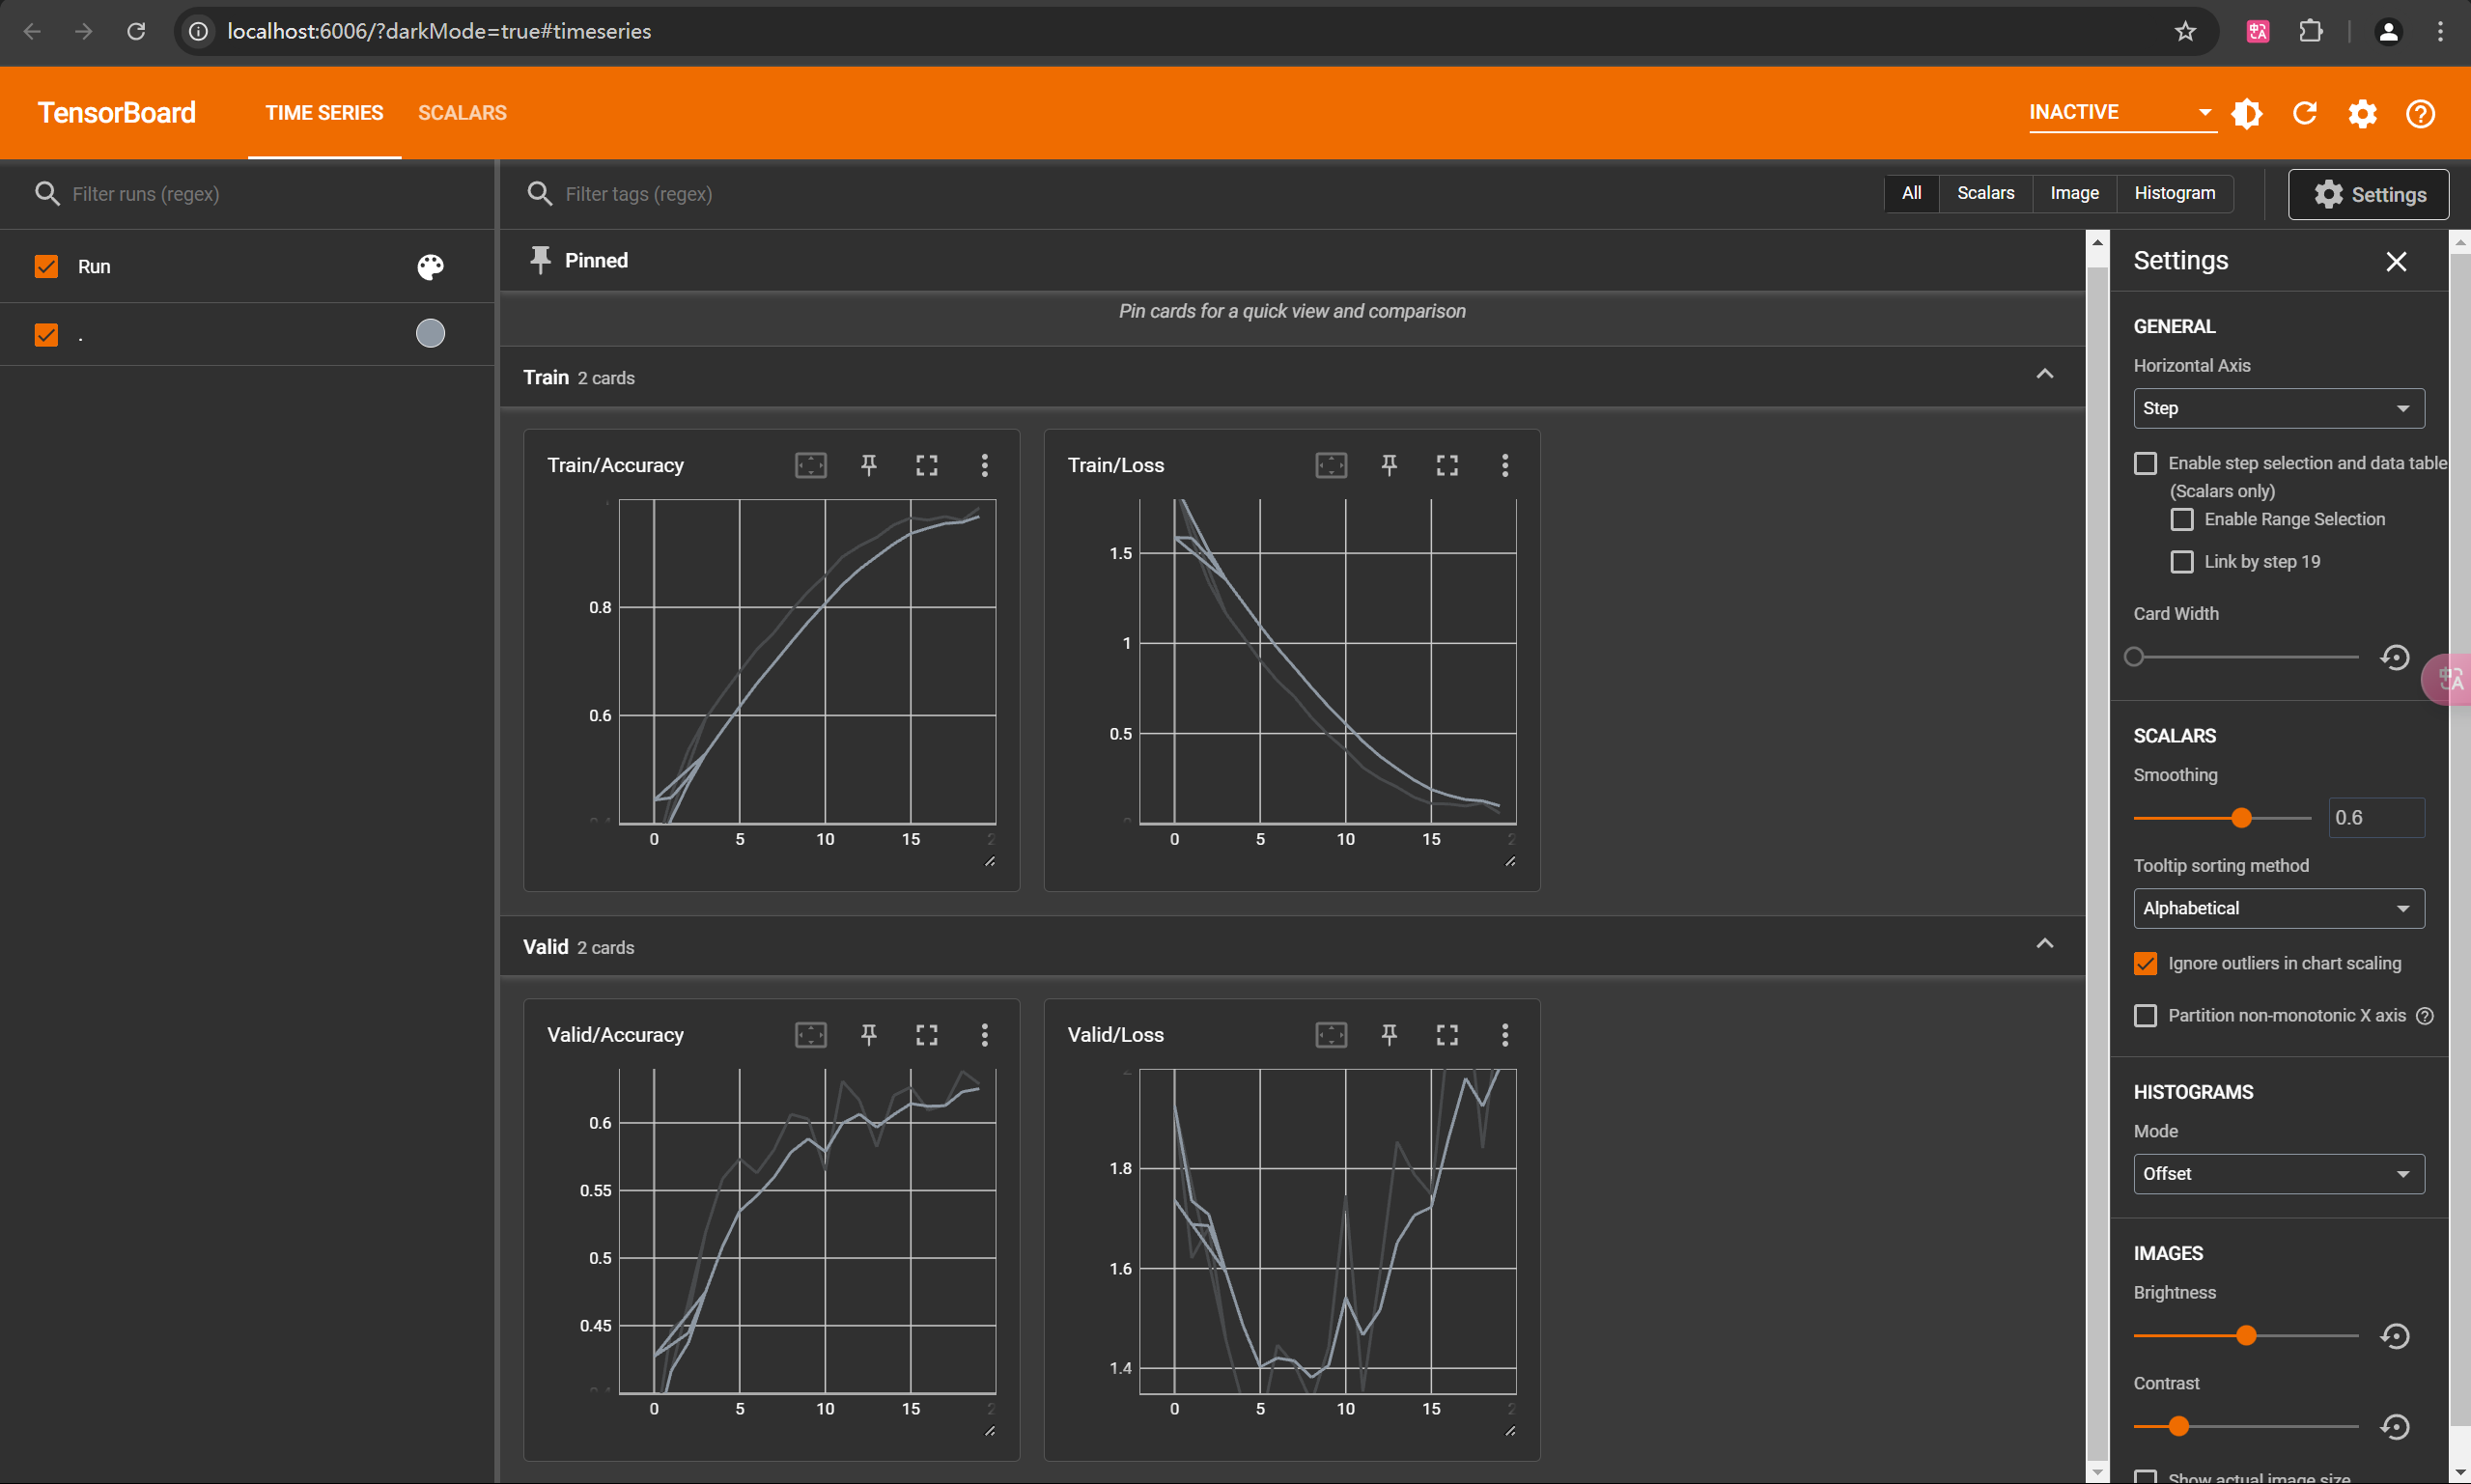 localhost:6006/?darkMode=true#timeseries
TensorBoard
TIME SERIES
SCALARS
INACTIVE
Filter runs (regex)
Filter tags (regex)
All
Scalars
Image
Histogram
Settings
Run
.
Pinned
Pin cards for a quick view and comparison
Train 2 cards
Train/Accuracy
0.8
0.6
0 5 10 15
Train/Loss
1.5
1
0.5
0 5 10 15
Valid 2 cards
Valid/Accuracy
0.6
0.55
0.5
0.45
0 5 10 15
Valid/Loss
1.8
1.6
1.4
0 5 10 15
Settings
GENERAL
Horizontal Axis
Step
Enable step selection and data table
(Scalars only)
Enable Range Selection
Link by step 19
Card Width
SCALARS
Smoothing
0.6
Tooltip sorting method
Alphabetical
Ignore outliers in chart scaling
Partition non-monotonic X axis
HISTOGRAMS
Mode
Offset
IMAGES
Brightness
Contrast
Show actual image size